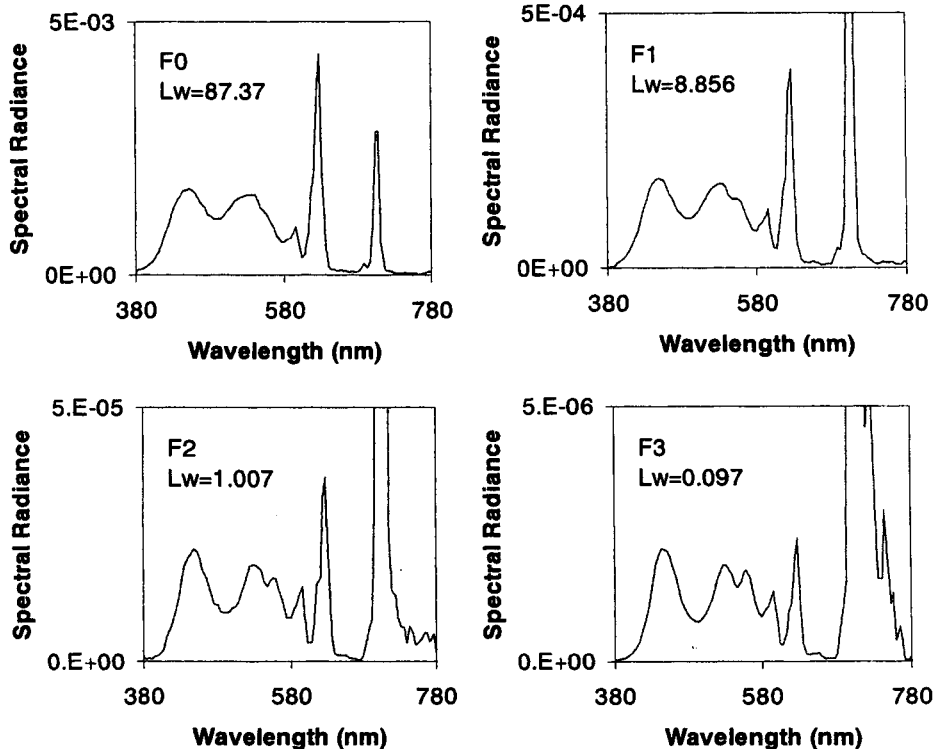 5E-03
F0
Lw=87.37
Spectral Radiance
0E+00
380
580
780
Wavelength (nm)
5E-04
F1
Lw=8.856
Spectral Radiance
0E+00
380
580
780
Wavelength (nm)
5.E-05
F2
Lw=1.007
Spectral Radiance
0.E+00
380
580
780
Wavelength (nm)
5.E-06
F3
Lw=0.097
Spectral Radiance
0.E+00
380
580
780
Wavelength (nm)